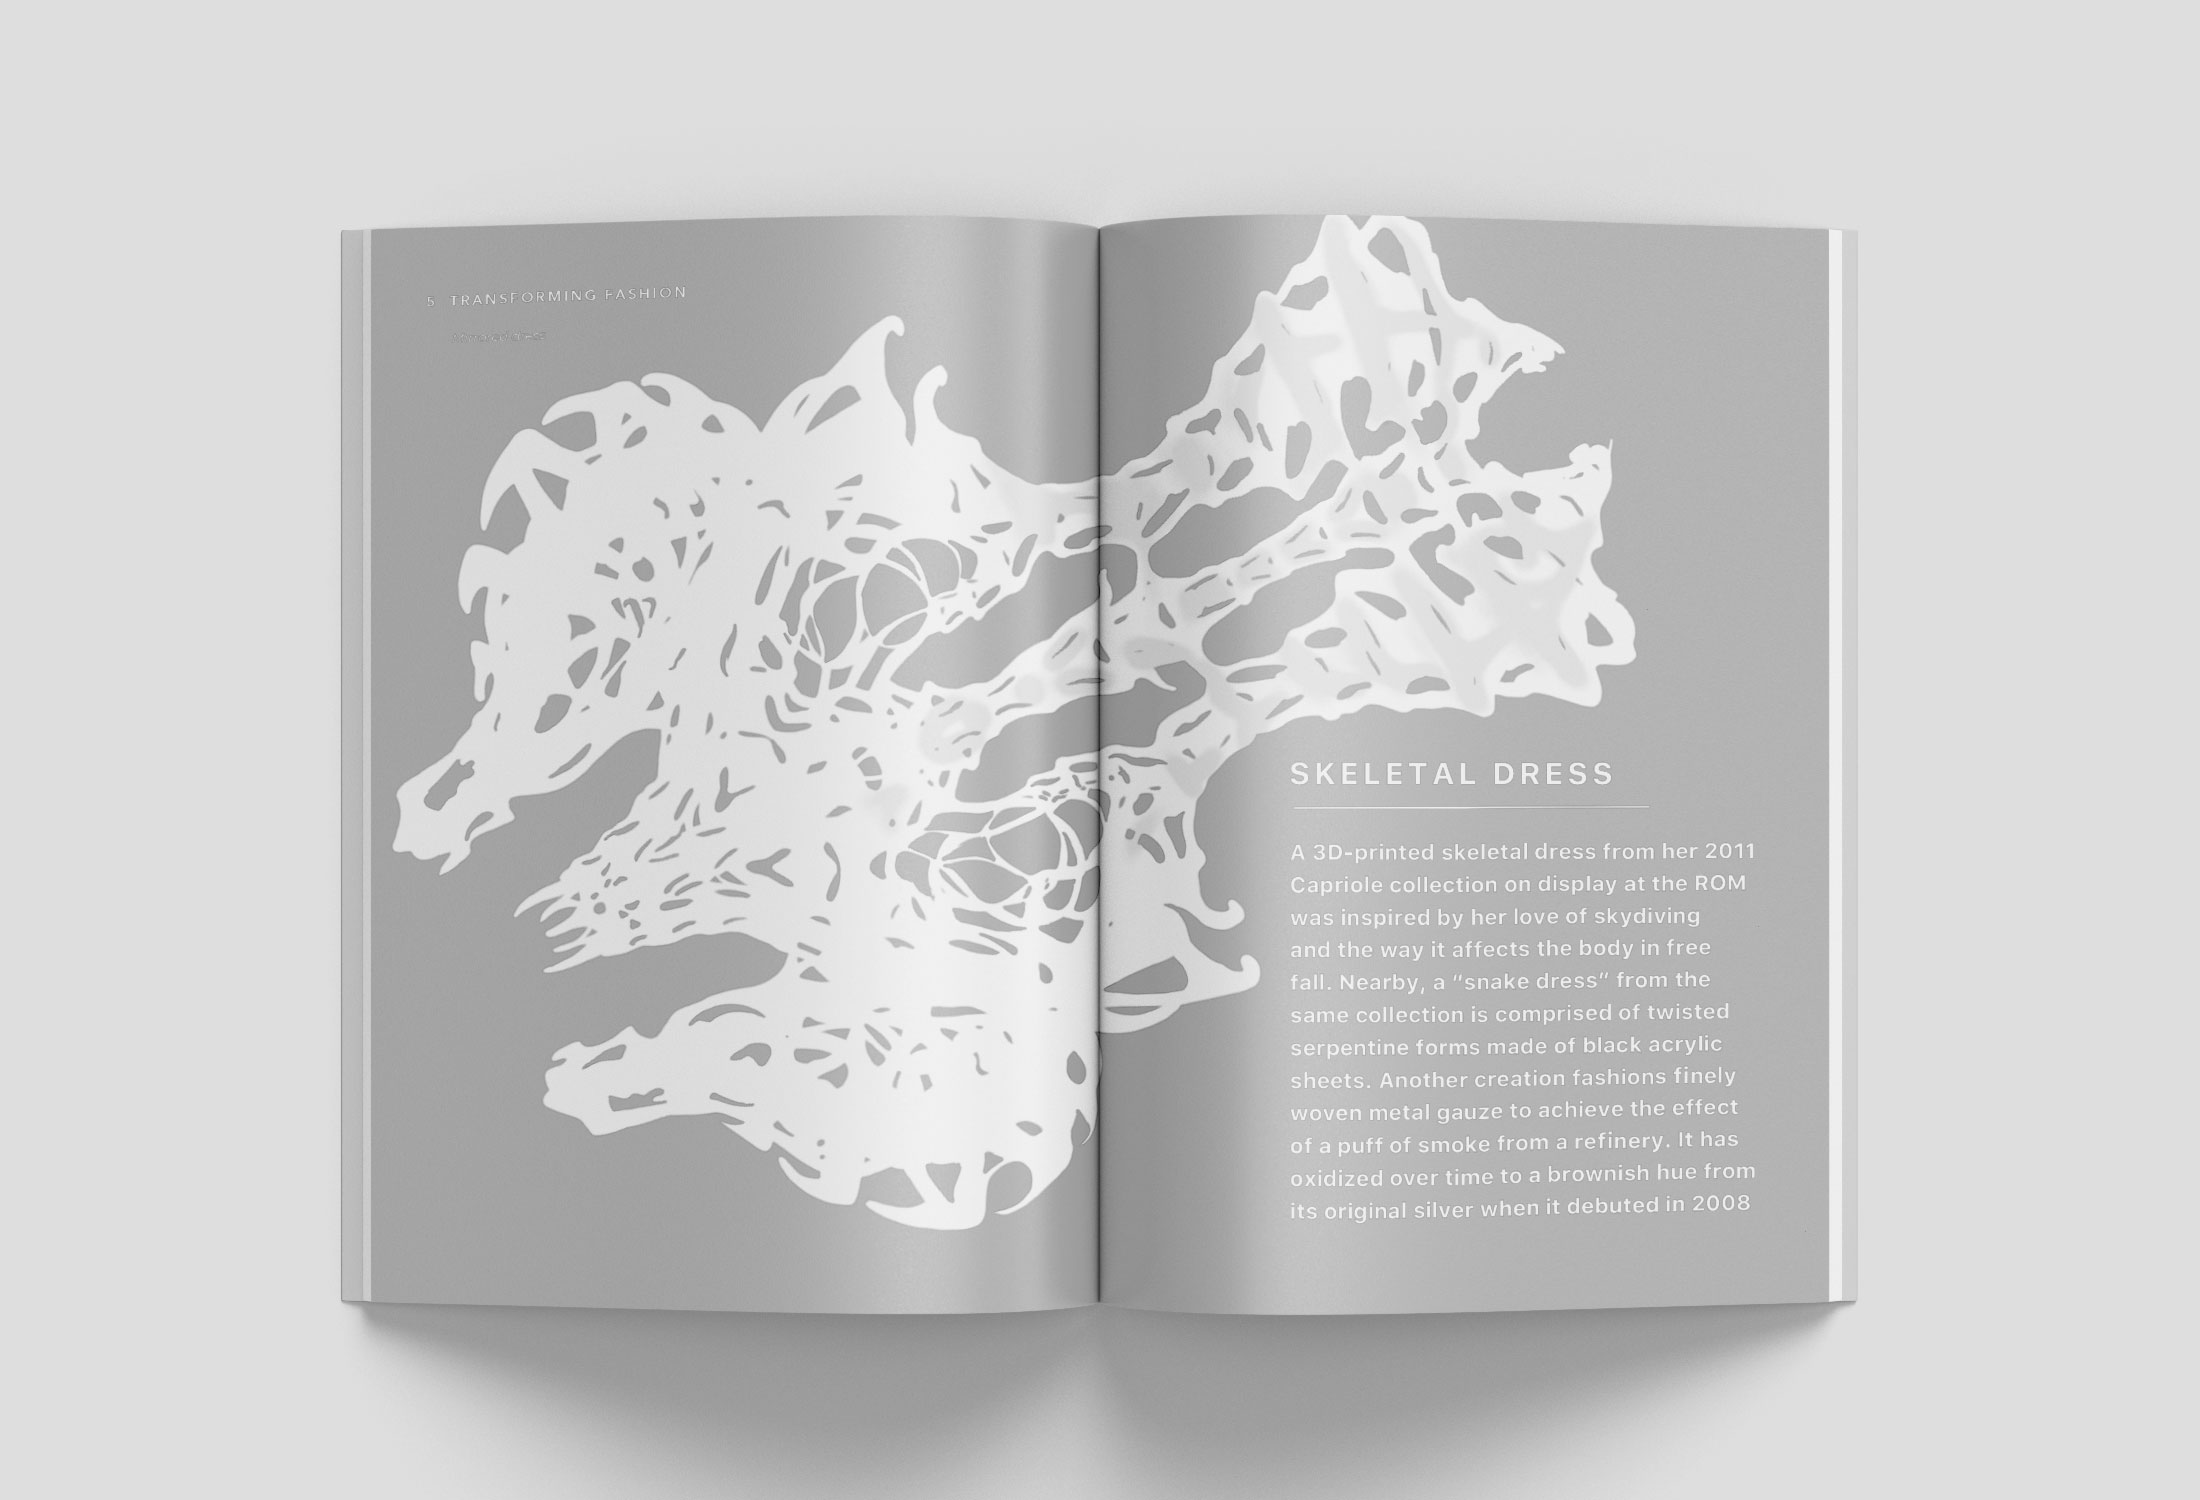 5 TRANSFORMING FASHION
SKELETAL DRESS
A 3D-printed skeletal dress from her 2011
Capriole collection on display at the ROM
was inspired by her love of skydiving
and the way it affects the body in free
fall. Nearby, a “snake dress” from the
same collection is comprised of twisted
serpentine forms made of black acrylic
sheets. Another creation fashions finely
woven metal gauze to achieve the effect
of a puff of smoke from a refinery. It has
oxidized over time to a brownish hue from
its original silver when it debuted in 2008